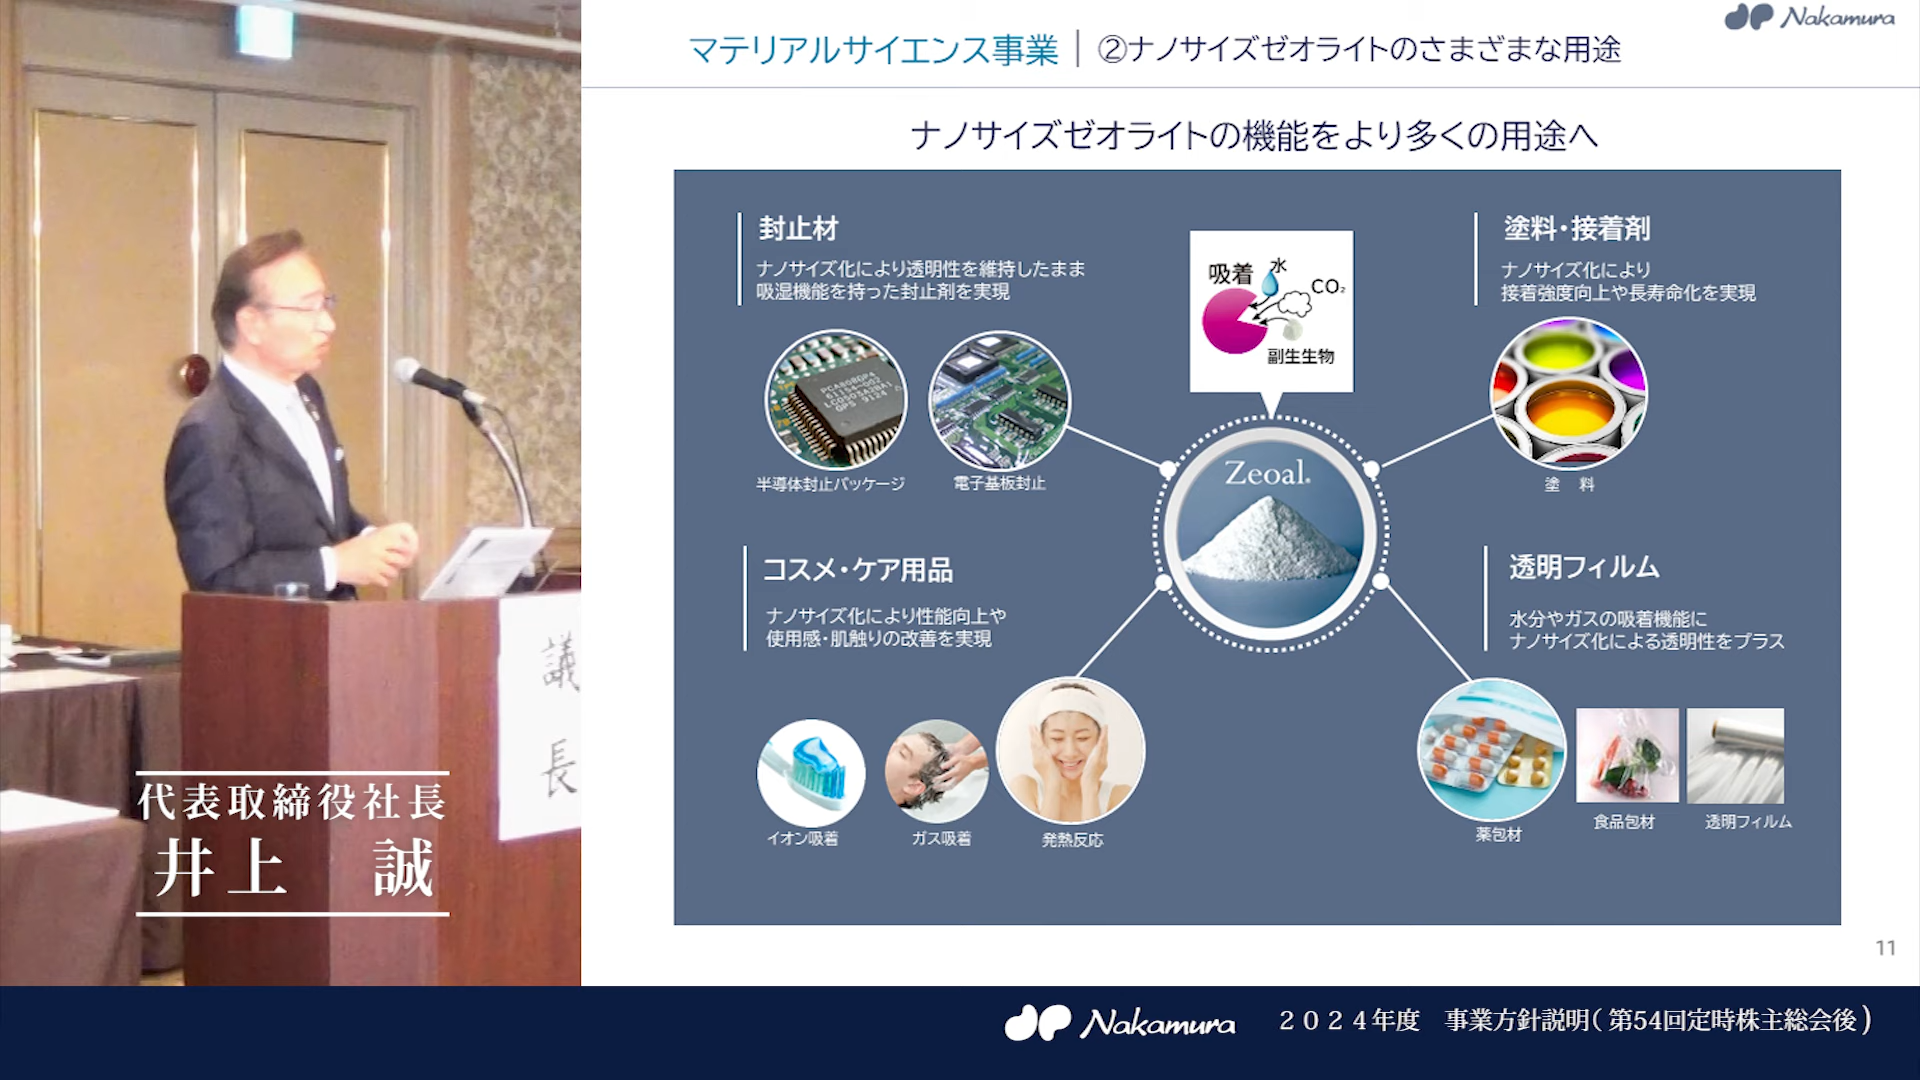 Nakamura
マテリアルサイエンス事業 | ②ナノサイズゼオライトのさまざまな用途
ナノサイズゼオライトの機能をより多くの用途へ
封止材
ナノサイズ化により透明性を維持したまま
吸湿機能を持った封止剤を実現
半導体封止パッケージ
電子基板封止
吸着
水
CO₂
副生生物
塗料・接着剤
ナノサイズ化により
接着強度向上や長寿命化を実現
塗 料
Zeoal®
コスメ・ケア用品
ナノサイズ化により性能向上や
使用感・肌触りの改善を実現
イオン吸着
ガス吸着
発熱反応
透明フィルム
水分やガスの吸着機能に
ナノサイズ化による透明性をプラス
薬包材
食品包材
透明フィルム
11
議長
代表取締役社長
井上 誠
Nakamura
2024年度 事業方針説明(第54回定時株主総会後)